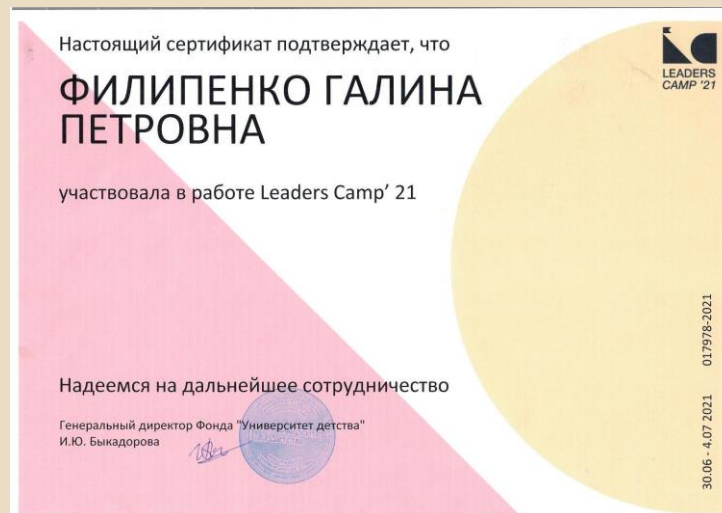 Настоящий сертификат подтверждает, что
ФИЛИПЕНКО ГАЛИНА
ПЕТРОВНА
участвовала в работе Leaders Camp’ 21
Надеемся на дальнейшее сотрудничество
Генеральный директор Фонда "Университет детства"
И.Ю. Быкадорова
LEADERS
CAMP '21
30.06 - 4.07 2021 017978-2021